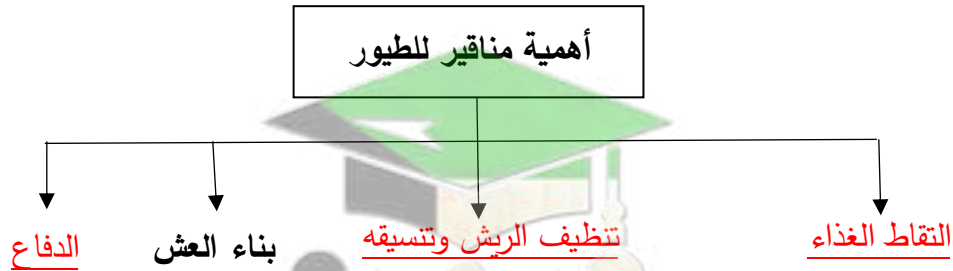 أهمية مناقير للطيور
التقاط الغذاء
تنظيف الريش وتنسيقه
بناء العش
الدفاع